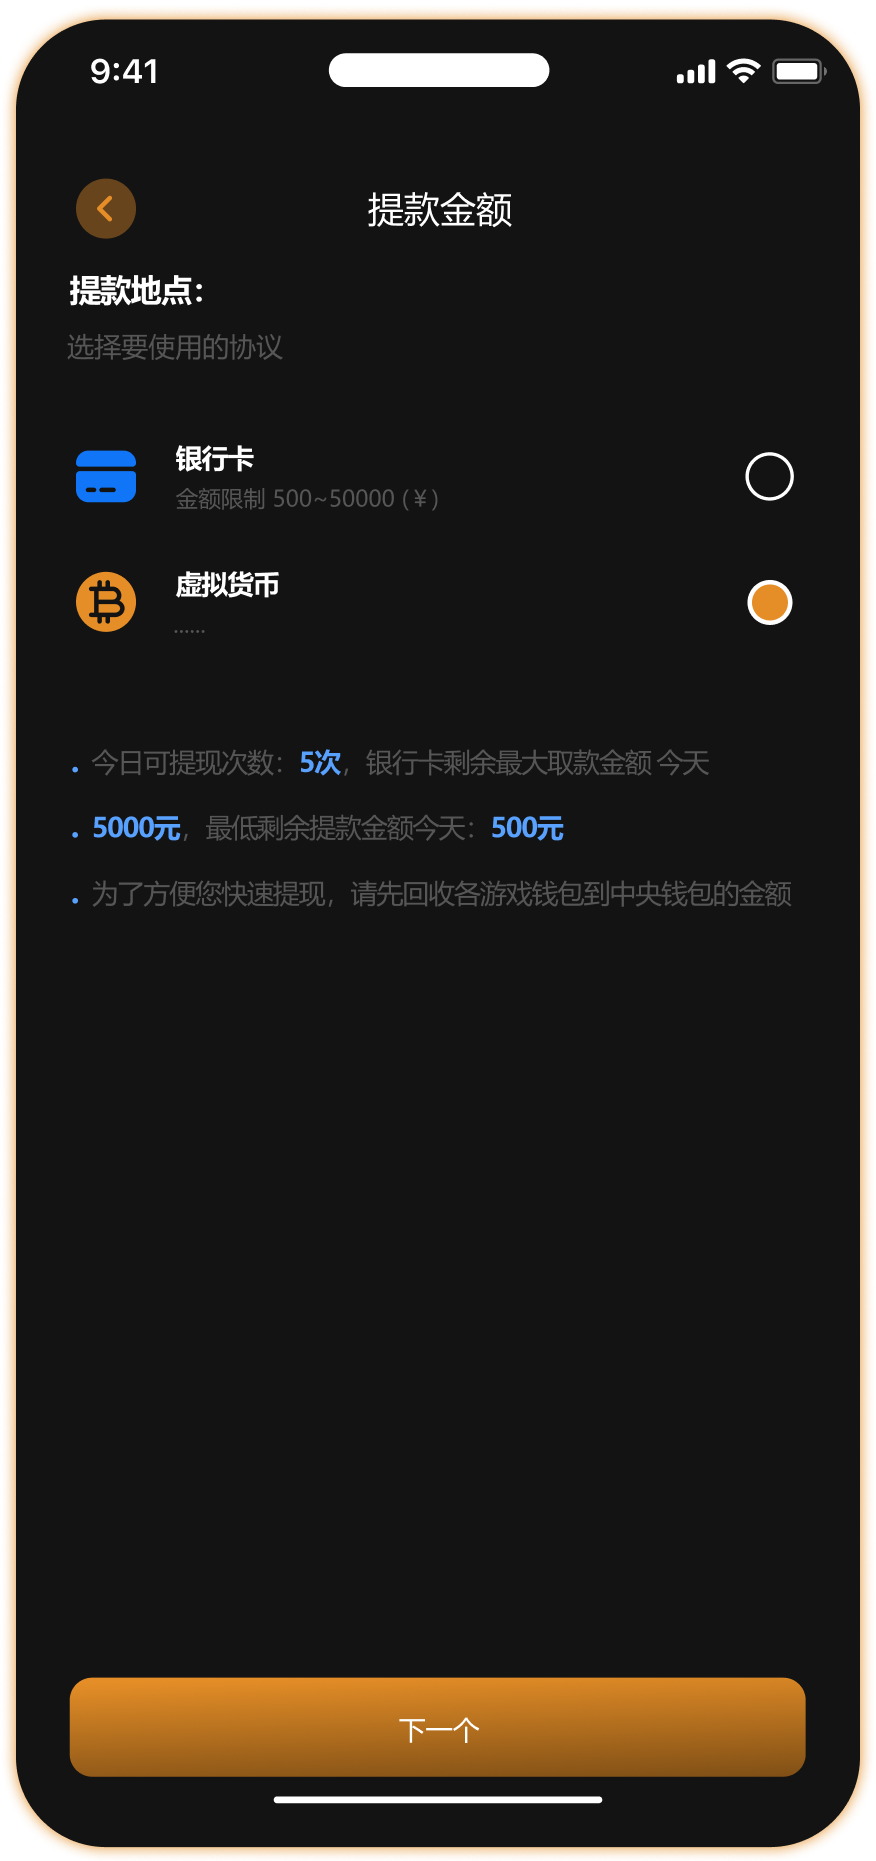 9:41
提款金额
提款地点：
选择要使用的协议
银行卡
金额限制 500~50000 (￥)
虚拟货币
......
· 今日可提现次数：5次，银行卡剩余最大取款金额 今天
· 5000元，最低剩余提款金额今天：500元
· 为了方便您快速提现，请先回收各游戏钱包到中央钱包的金额
下一个